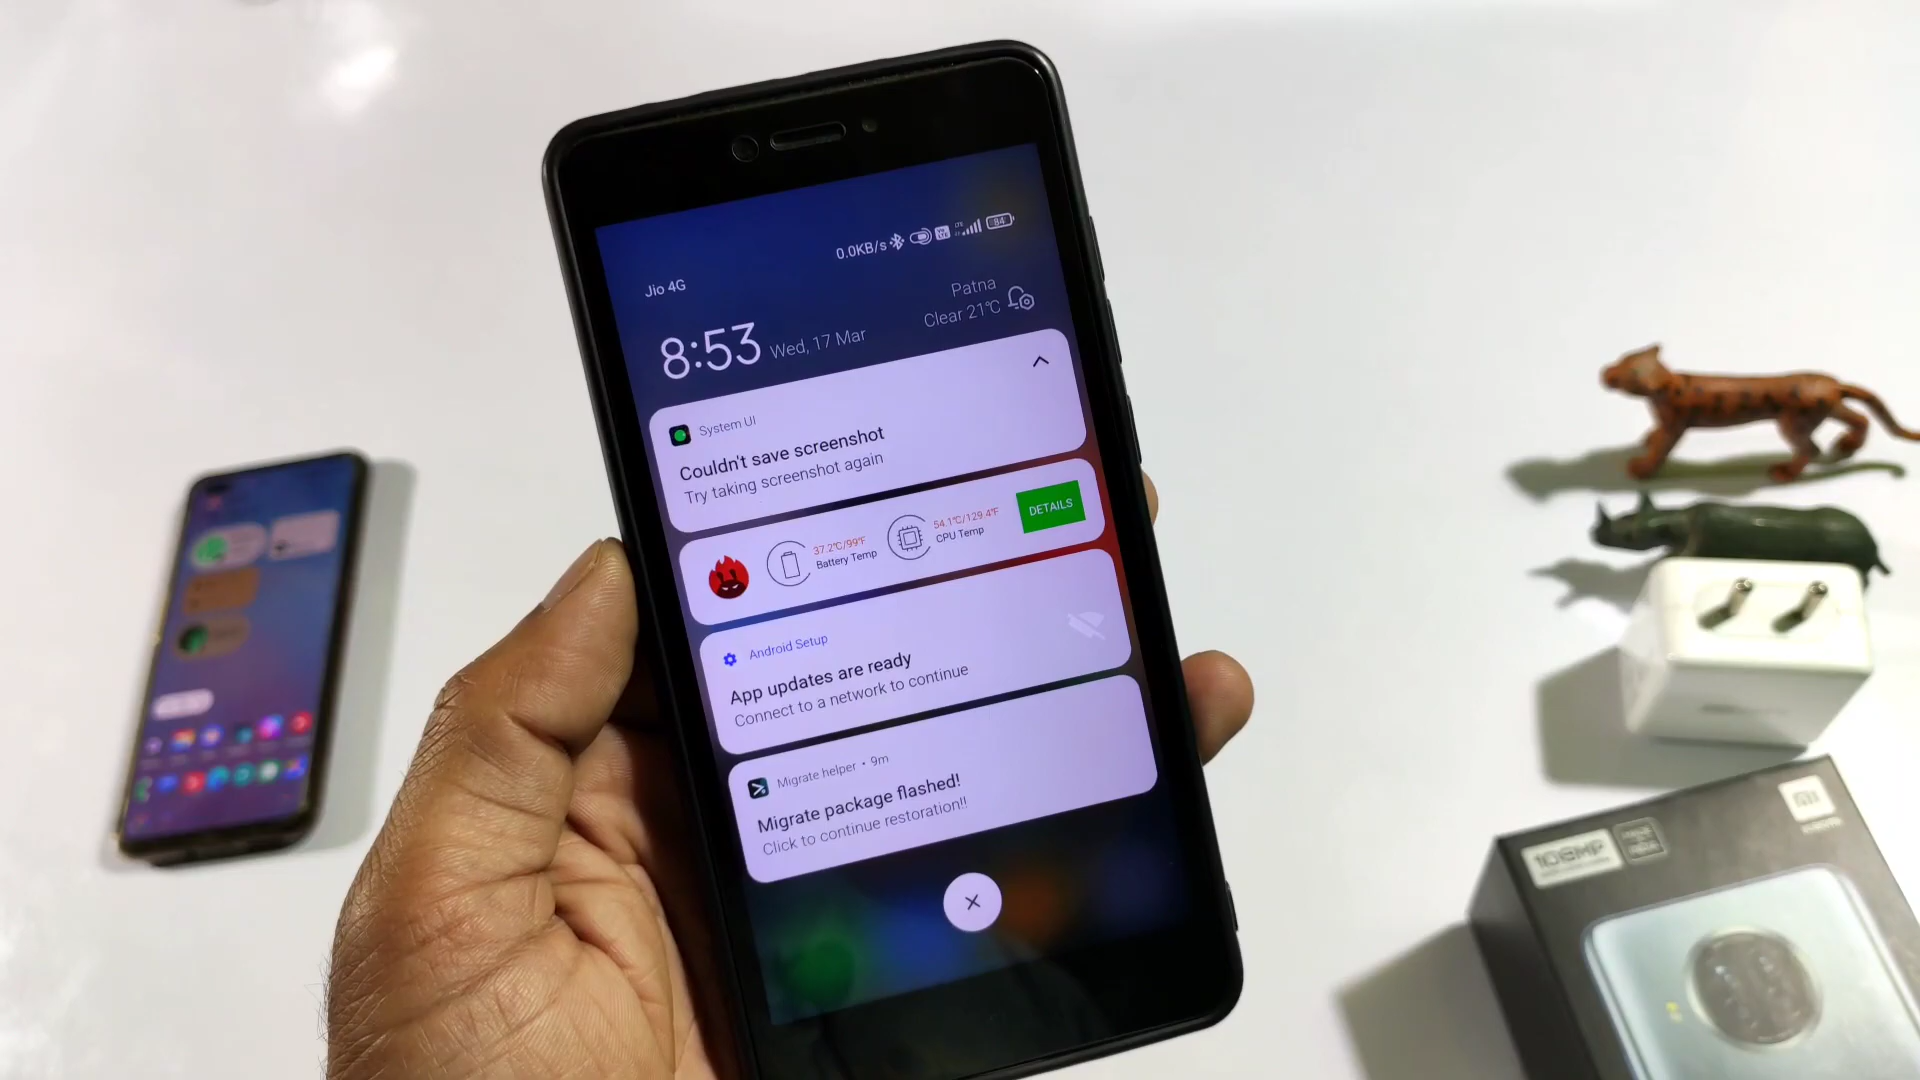 0.0KB/s 84
Jio 4G
Patna
Clear 21°C
8:53 Wed, 17 Mar
System UI
Couldn't save screenshot
Try taking screenshot again
37.2°C/99°F
Battery Temp
54.1°C/129.4°F
CPU Temp
DETAILS
Android Setup
App updates are ready
Connect to a network to continue
Migrate helper • 9m
Migrate package flashed!
Click to continue restoration!!
108MP